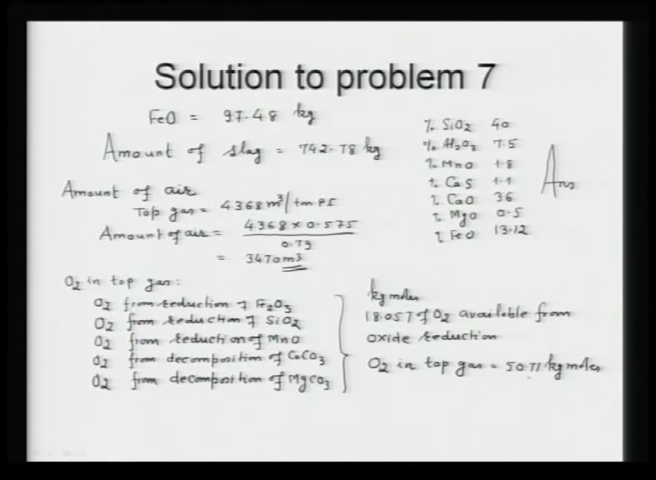 Solution to problem 7
FeO = 97.48 kg
Amount of slag = 742.78 kg
% SiO2 40
% Al2O3 7.5
% MnO 1.8
% CaS 1.1
% CaO 36
% MgO 0.5
% FeO 13.12
Ans
Amount of air
Top gas = 4368 m³/ton PI
Amount of air = 4368 x 0.575
0.79
= 3470 m³
O2 in top gas:
O2 from reduction of Fe2O3
O2 from reduction of SiO2
O2 from reduction of MnO
O2 from decomposition of CaCO3
O2 from decomposition of MgCO3
kg moles
18.057 of O2 available from
oxide reduction
O2 in top gas = 50.71 kg moles